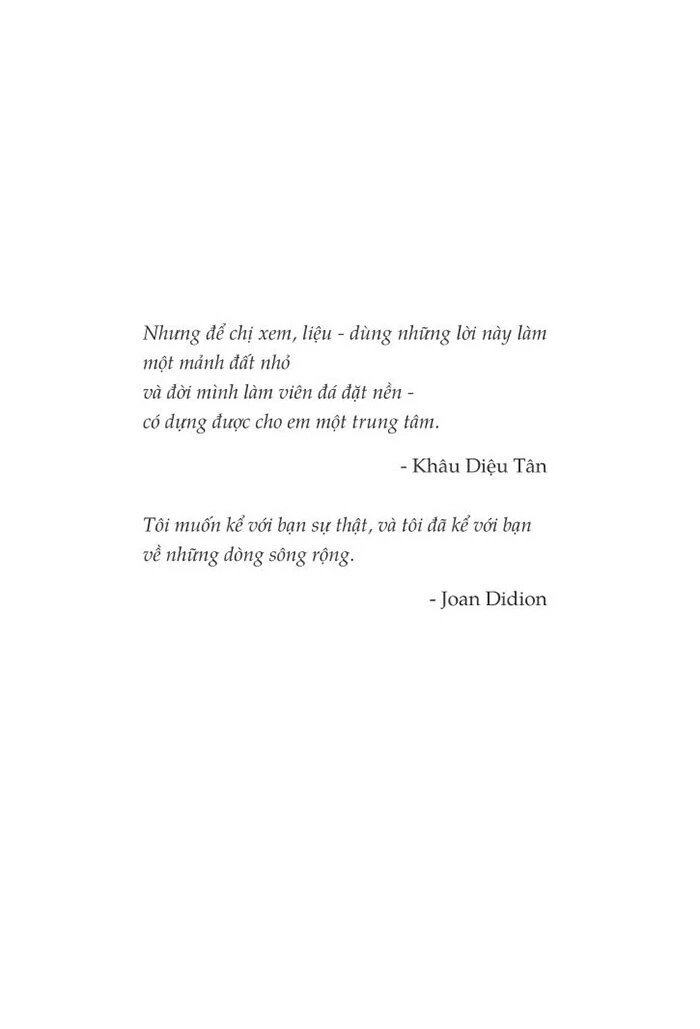 Nhưng để chị xem, liệu - dùng những lời này làm
một mảnh đất nhỏ
và đời mình làm viên đá đặt nền -
có dựng được cho em một trung tâm.
- Khâu Diệu Tân
Tôi muốn kể với bạn sự thật, và tôi đã kể với bạn
về những dòng sông rộng.
- Joan Didion